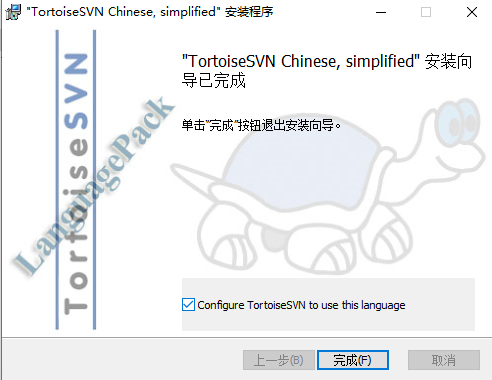 "TortoiseSVN Chinese, simplified" 安装程序
TortoiseSVN
LanguagePack
"TortoiseSVN Chinese, simplified" 安装向
导已完成
单击“完成”按钮退出安装向导。
Configure TortoiseSVN to use this language
上一步(B)
完成(F)
取消